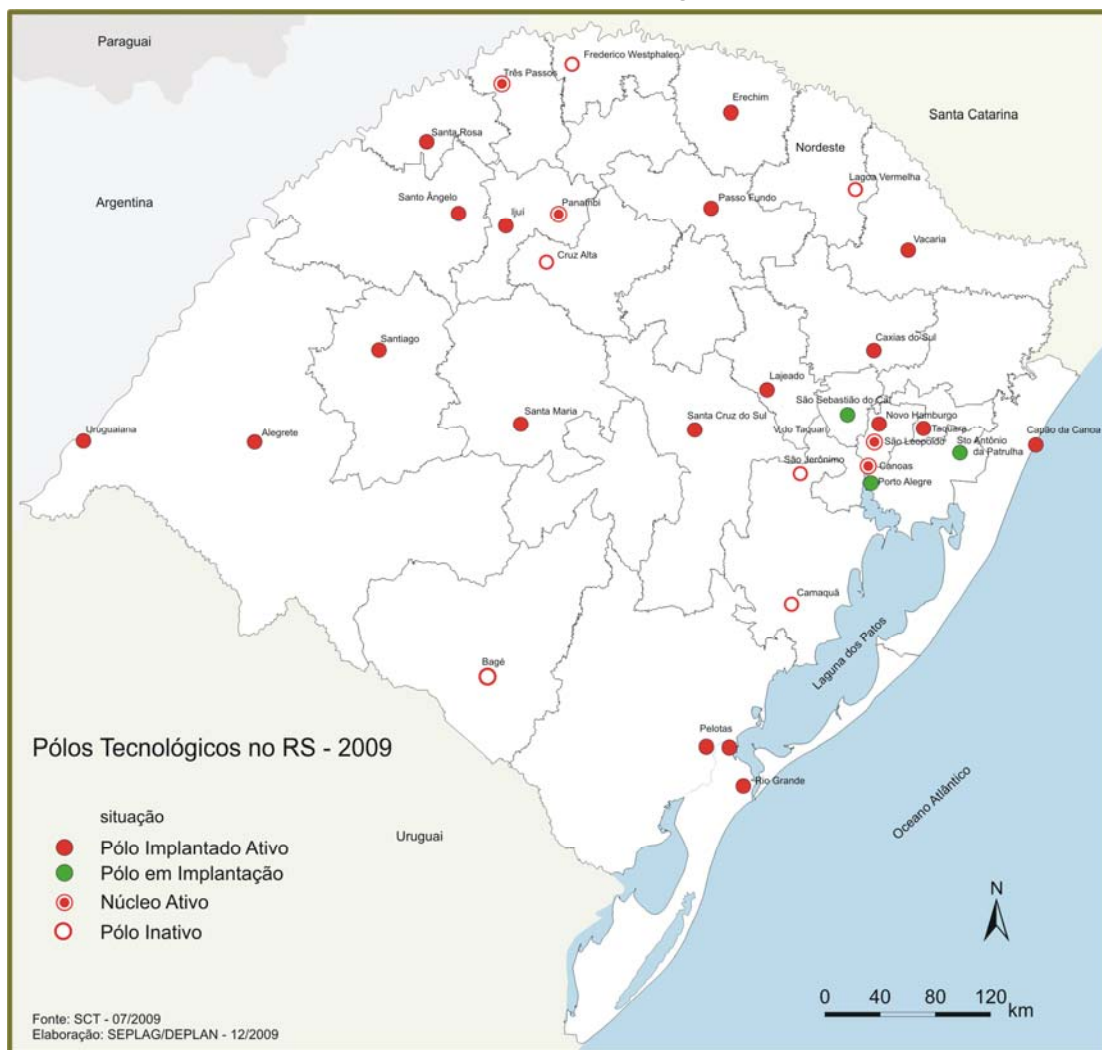 Paraguai
Frederico Westphalen
Três Passos
Erechim
Santa Catarina
Santa Rosa
Nordeste
Lagoa Vermelha
Argentina
Santo Ângelo
Ijuí
Panambi
Passo Fundo
Vacaria
Cruz Alta
Santiago
Caxias do Sul
Lajeado
São Sebastião do Caí
Uruguaiana
Alegrete
Santa Maria
Santa Cruz do Sul
V.do Taquari
Novo Hamburgo
Taquara
Capão da Canoa
São Leopoldo
Sto Antônio
da Patrulha
São Jerônimo
Canoas
Porto Alegre
Camaquã
Laguna dos Patos
Bagé
Pelotas
Rio Grande
Oceano Atlântico
Uruguai
Pólos Tecnológicos no RS - 2009
situação
Pólo Implantado Ativo
Pólo em Implantação
Núcleo Ativo
Pólo Inativo
N
0 40 80 120
km
Fonte: SCT - 07/2009
Elaboração: SEPLAG/DEPLAN - 12/2009